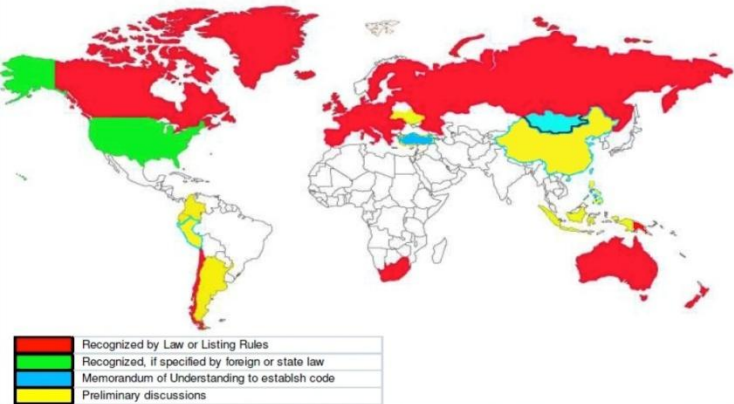 Recognized by Law or Listing Rules
Recognized, if specified by foreign or state law
Memorandum of Understanding to establsh code
Preliminary discussions